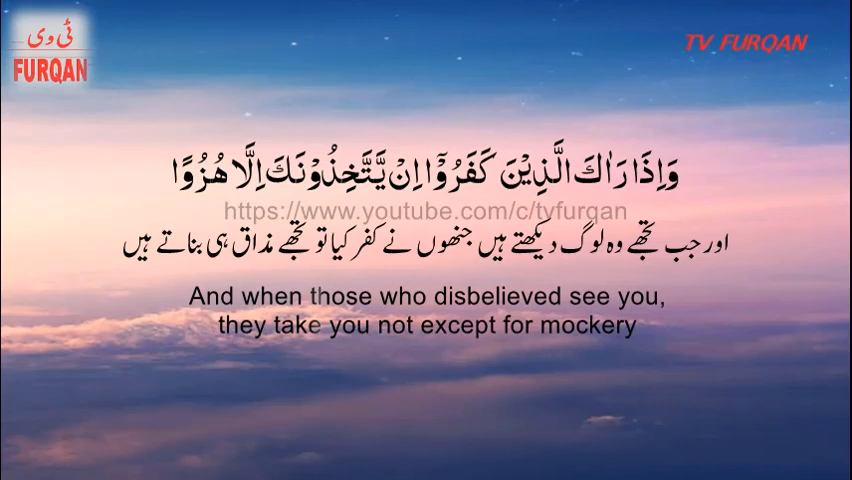 ٹی وی
FURQAN
TV FURQAN
وَاِذَا رَاٰكَ الَّذِيْنَ كَفَرُوْٓا اِنْ يَّتَّخِذُوْنَكَ اِلَّا هُزُوًا
https://www.youtube.com/c/tvfurqan
اور جب تجھے وہ لوگ دیکھتے ہیں جنھوں نے کفر کیا تو تجھے مذاق ہی بناتے ہیں
And when those who disbelieved see you,
they take you not except for mockery